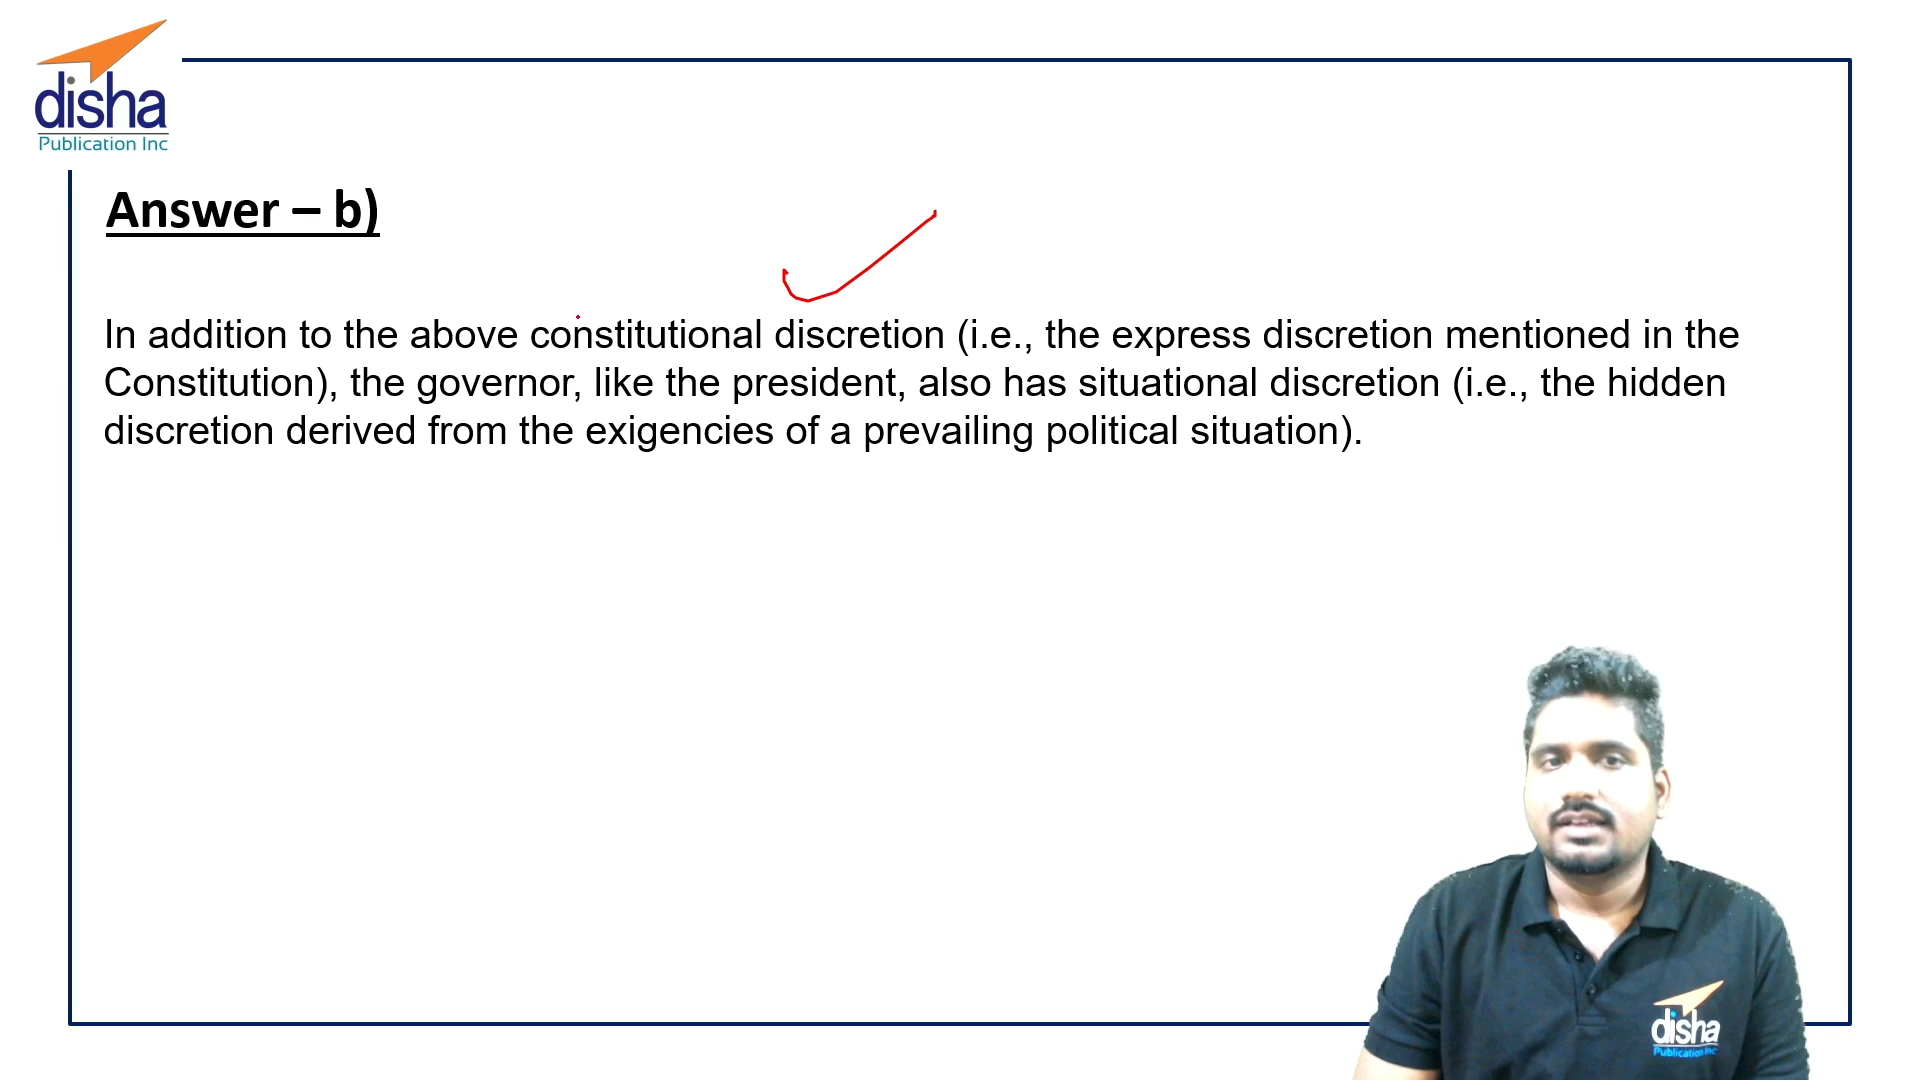 disha
Publication Inc
Answer – b)
In addition to the above constitutional discretion (i.e., the express discretion mentioned in the
Constitution), the governor, like the president, also has situational discretion (i.e., the hidden
discretion derived from the exigencies of a prevailing political situation).
disha
Publication Inc